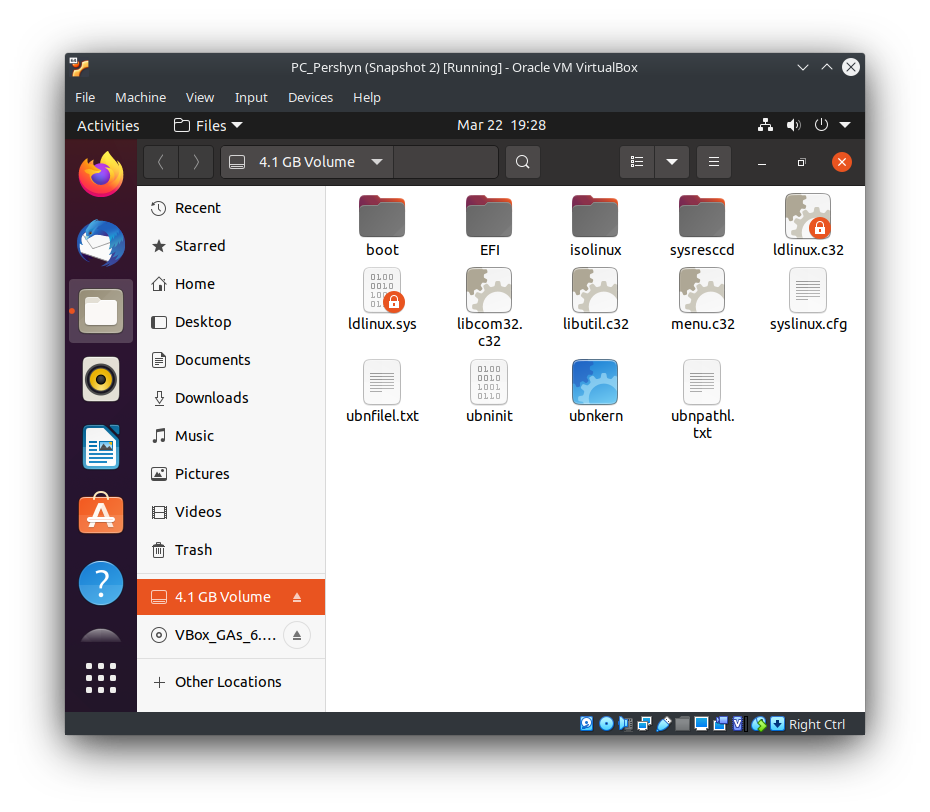 PC_Pershyn (Snapshot 2) [Running] - Oracle VM VirtualBox
File Machine View Input Devices Help
Activities Files Mar 22 19:28
4.1 GB Volume
Recent
Starred
Home
Desktop
Documents
Downloads
Music
Pictures
Videos
Trash
4.1 GB Volume
VBox_GAs_6....
Other Locations
boot EFI isolinux sysresccd ldlinux.c32
ldlinux.sys libcom32. libutil.c32 menu.c32 syslinux.cfg
c32
ubnfilel.txt ubninit ubnkern ubnpathl.
txt
Right Ctrl